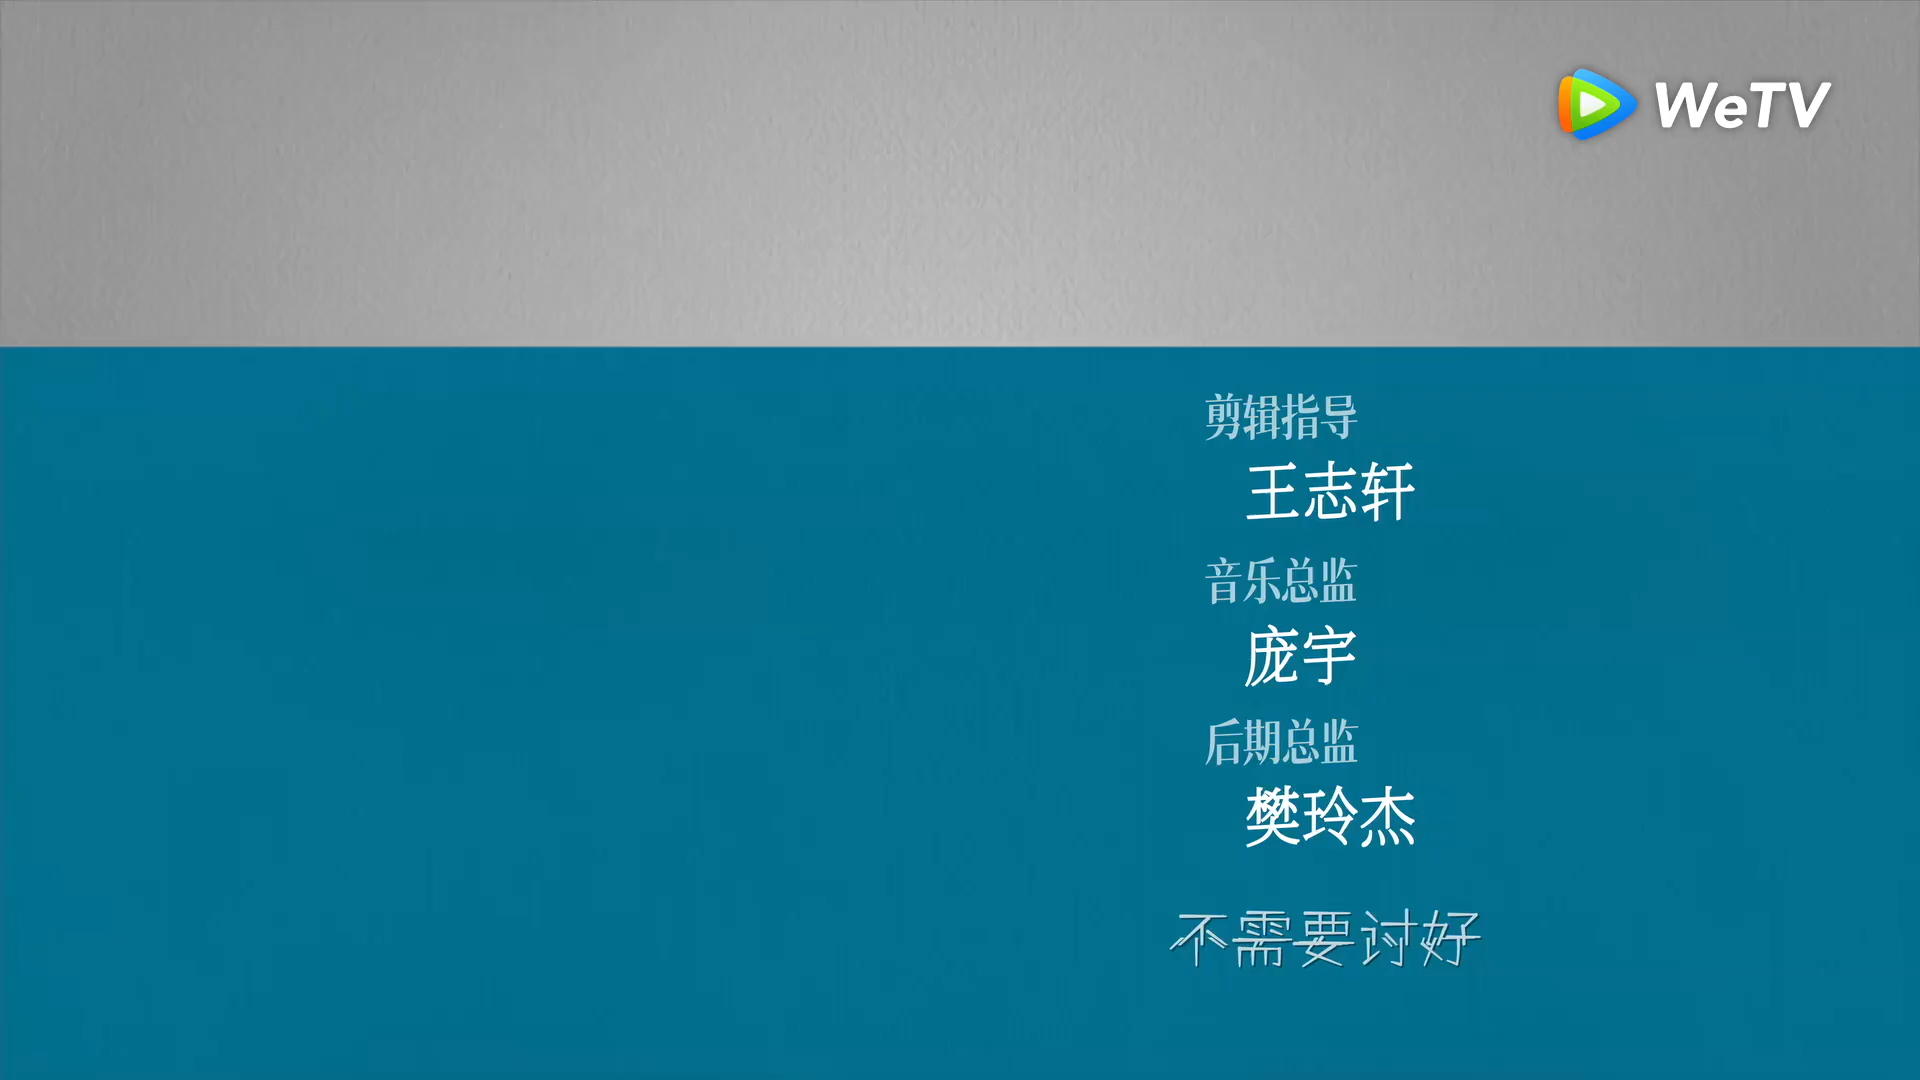 WeTV
剪辑指导
王志轩
音乐总监
庞宇
后期总监
樊玲杰
不需要讨好